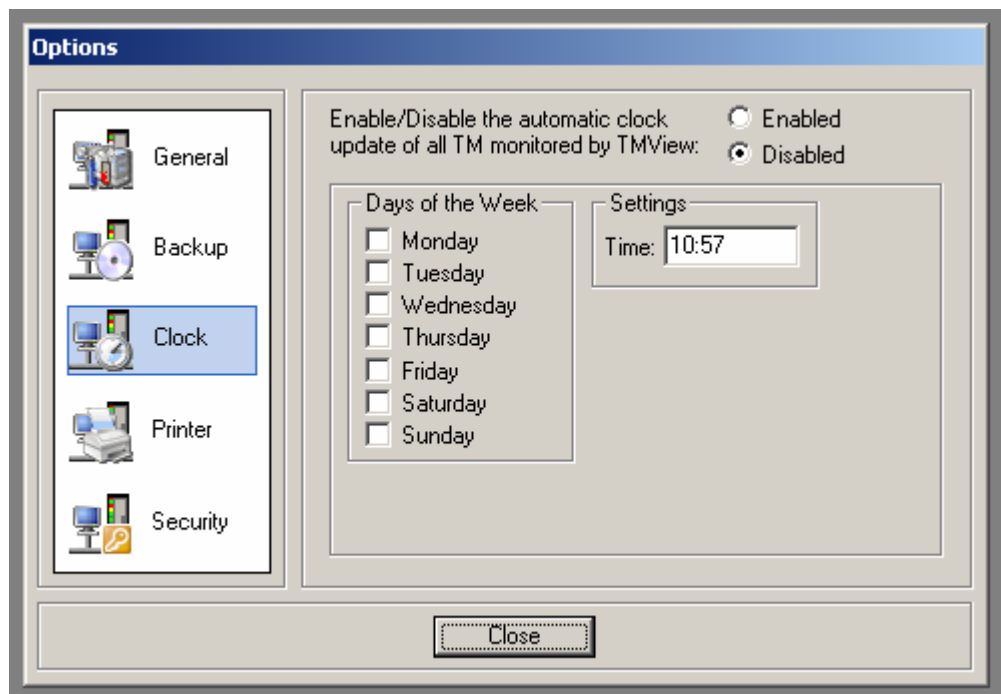 Options
General
Backup
Clock
Printer
Security
Enable/Disable the automatic clock
update of all TM monitored by TMView:
Enabled
Disabled
Days of the Week
Monday
Tuesday
Wednesday
Thursday
Friday
Saturday
Sunday
Settings
Time: 10:57
Close